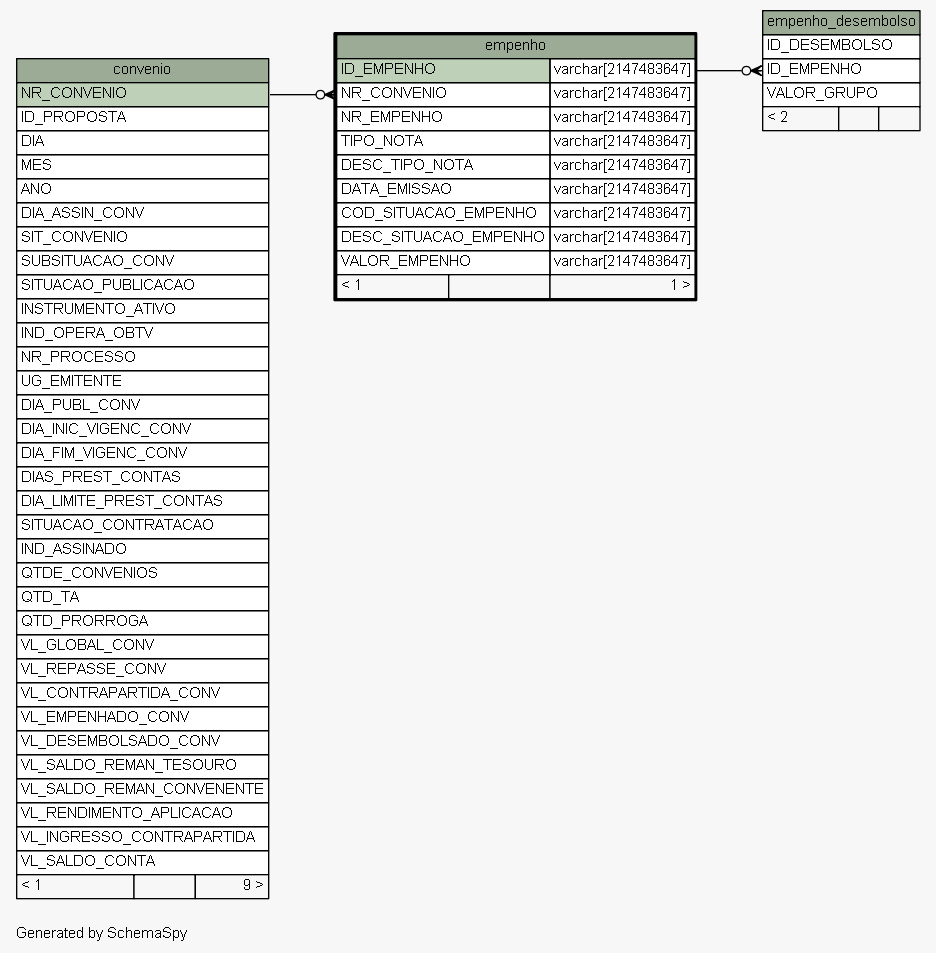 convenio
NR_CONVENIO
ID_PROPOSTA
DIA
MES
ANO
DIA_ASSIN_CONV
SIT_CONVENIO
SUBSITUACAO_CONV
SITUACAO_PUBLICACAO
INSTRUMENTO_ATIVO
IND_OPERA_OBTV
NR_PROCESSO
UG_EMITENTE
DIA_PUBL_CONV
DIA_INIC_VIGENC_CONV
DIA_FIM_VIGENC_CONV
DIAS_PREST_CONTAS
DIA_LIMITE_PREST_CONTAS
SITUACAO_CONTRATACAO
IND_ASSINADO
QTDE_CONVENIOS
QTD_TA
QTD_PRORROGA
VL_GLOBAL_CONV
VL_REPASSE_CONV
VL_CONTRAPARTIDA_CONV
VL_EMPENHADO_CONV
VL_DESEMBOLSADO_CONV
VL_SALDO_REMAN_TESOURO
VL_SALDO_REMAN_CONVENENTE
VL_RENDIMENTO_APLICACAO
VL_INGRESSO_CONTRAPARTIDA
VL_SALDO_CONTA
< 1 9 >
empenho
ID_EMPENHO varchar[2147483647]
NR_CONVENIO varchar[2147483647]
NR_EMPENHO varchar[2147483647]
TIPO_NOTA varchar[2147483647]
DESC_TIPO_NOTA varchar[2147483647]
DATA_EMISSAO varchar[2147483647]
COD_SITUACAO_EMPENHO varchar[2147483647]
DESC_SITUACAO_EMPENHO varchar[2147483647]
VALOR_EMPENHO varchar[2147483647]
< 1 1 >
empenho_desembolso
ID_DESEMBOLSO
ID_EMPENHO
VALOR_GRUPO
< 2
Generated by SchemaSpy